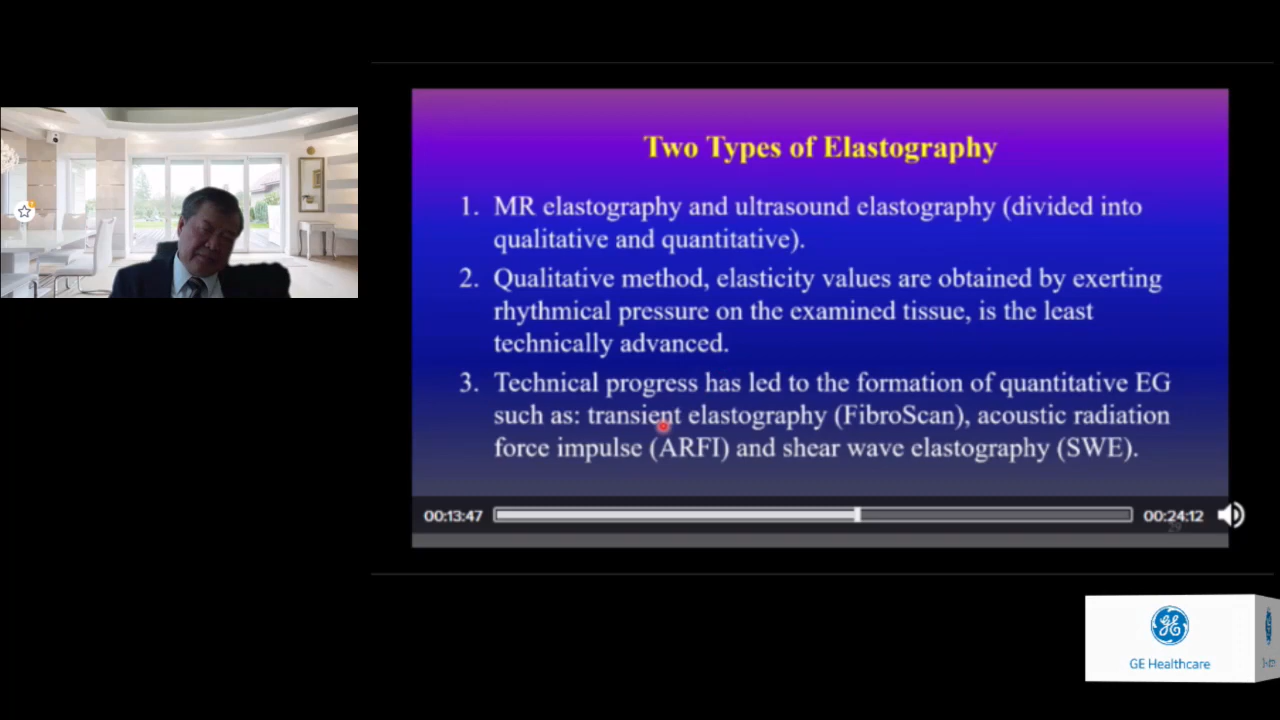 Two Types of Elastography
1. MR elastography and ultrasound elastography (divided into
qualitative and quantitative).
2. Qualitative method, elasticity values are obtained by exerting
rhythmical pressure on the examined tissue, is the least
technically advanced.
3. Technical progress has led to the formation of quantitative EG
such as: transient elastography (FibroScan), acoustic radiation
force impulse (ARFI) and shear wave elastography (SWE).
00:13:47
00:24:12
29
GE
GE Healthcare